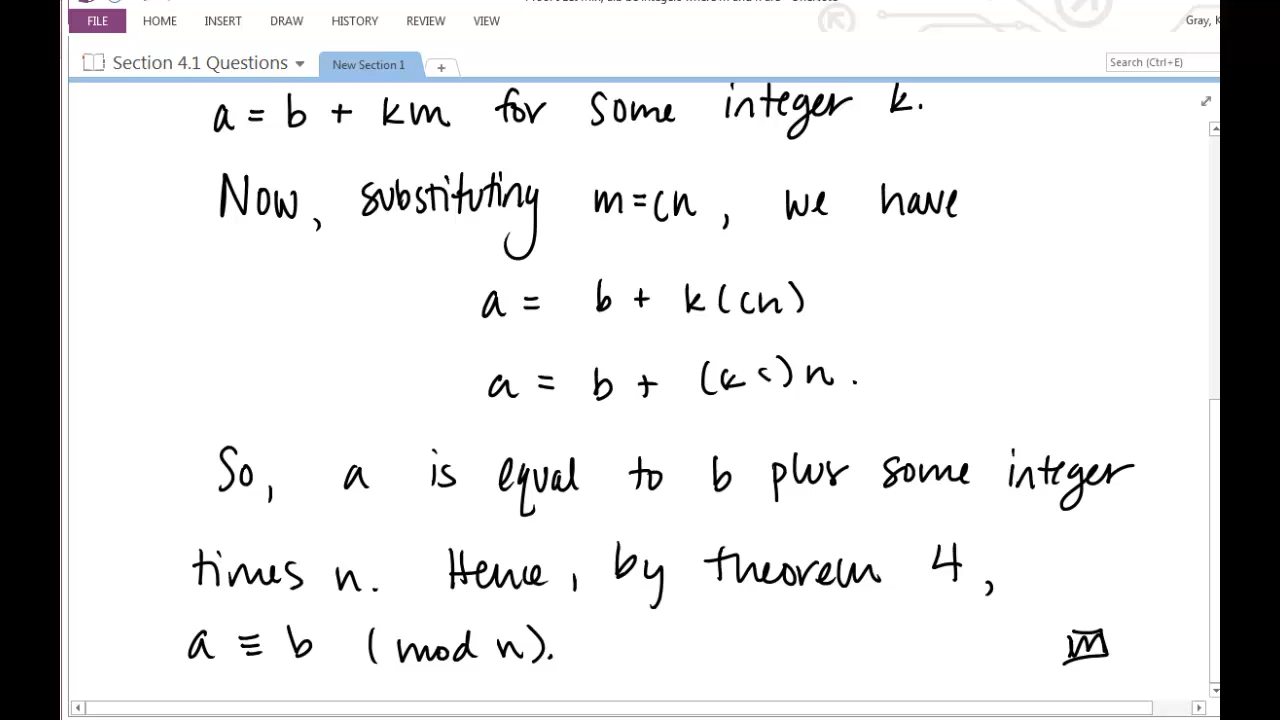 FILE HOME INSERT DRAW HISTORY REVIEW VIEW
Gray, K
Section 4.1 Questions New Section 1 +
Search (Ctrl+E)
a = b + km for some integer k.
Now, substituting m=cn, we have
a = b + k(cn)
a = b + (kc)n.
So, a is equal to b plus some integer
times n. Hence, by theorem 4,
a ≡ b (mod n).